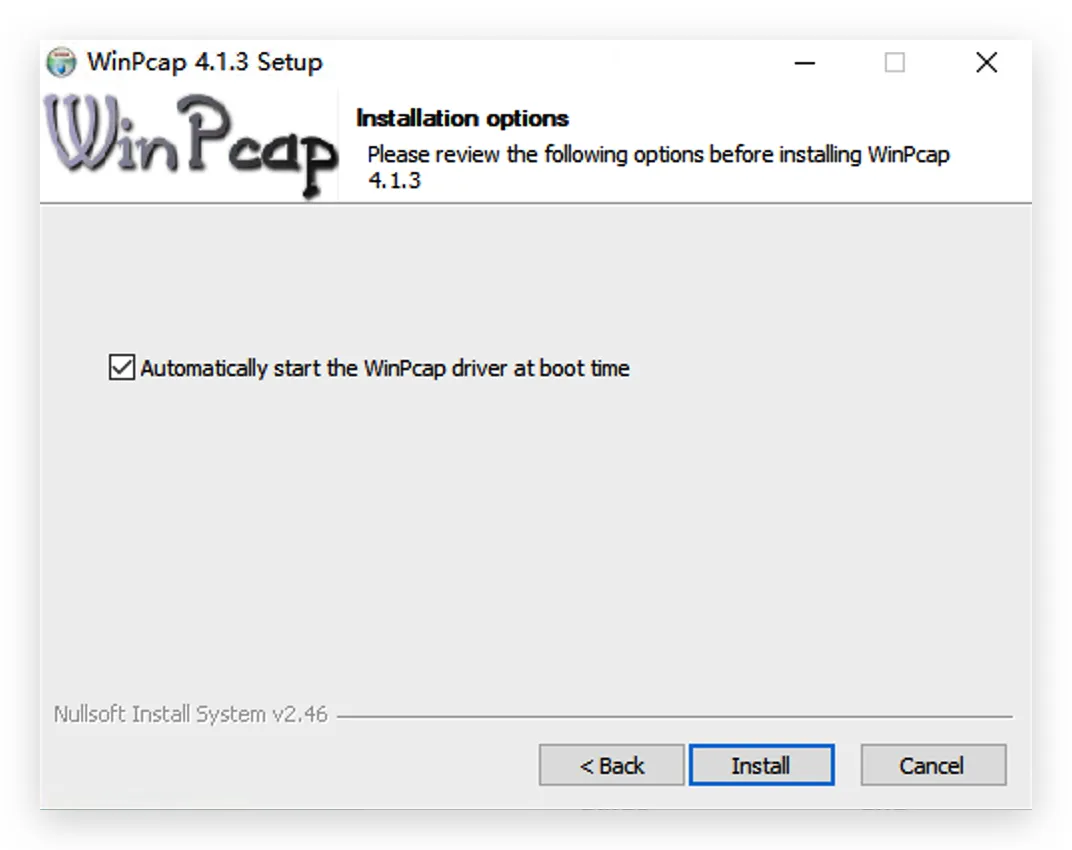 WinPcap 4.1.3 Setup
WinPcap
Installation options
Please review the following options before installing WinPcap
4.1.3
Automatically start the WinPcap driver at boot time
Nullsoft Install System v2.46
< Back
Install
Cancel